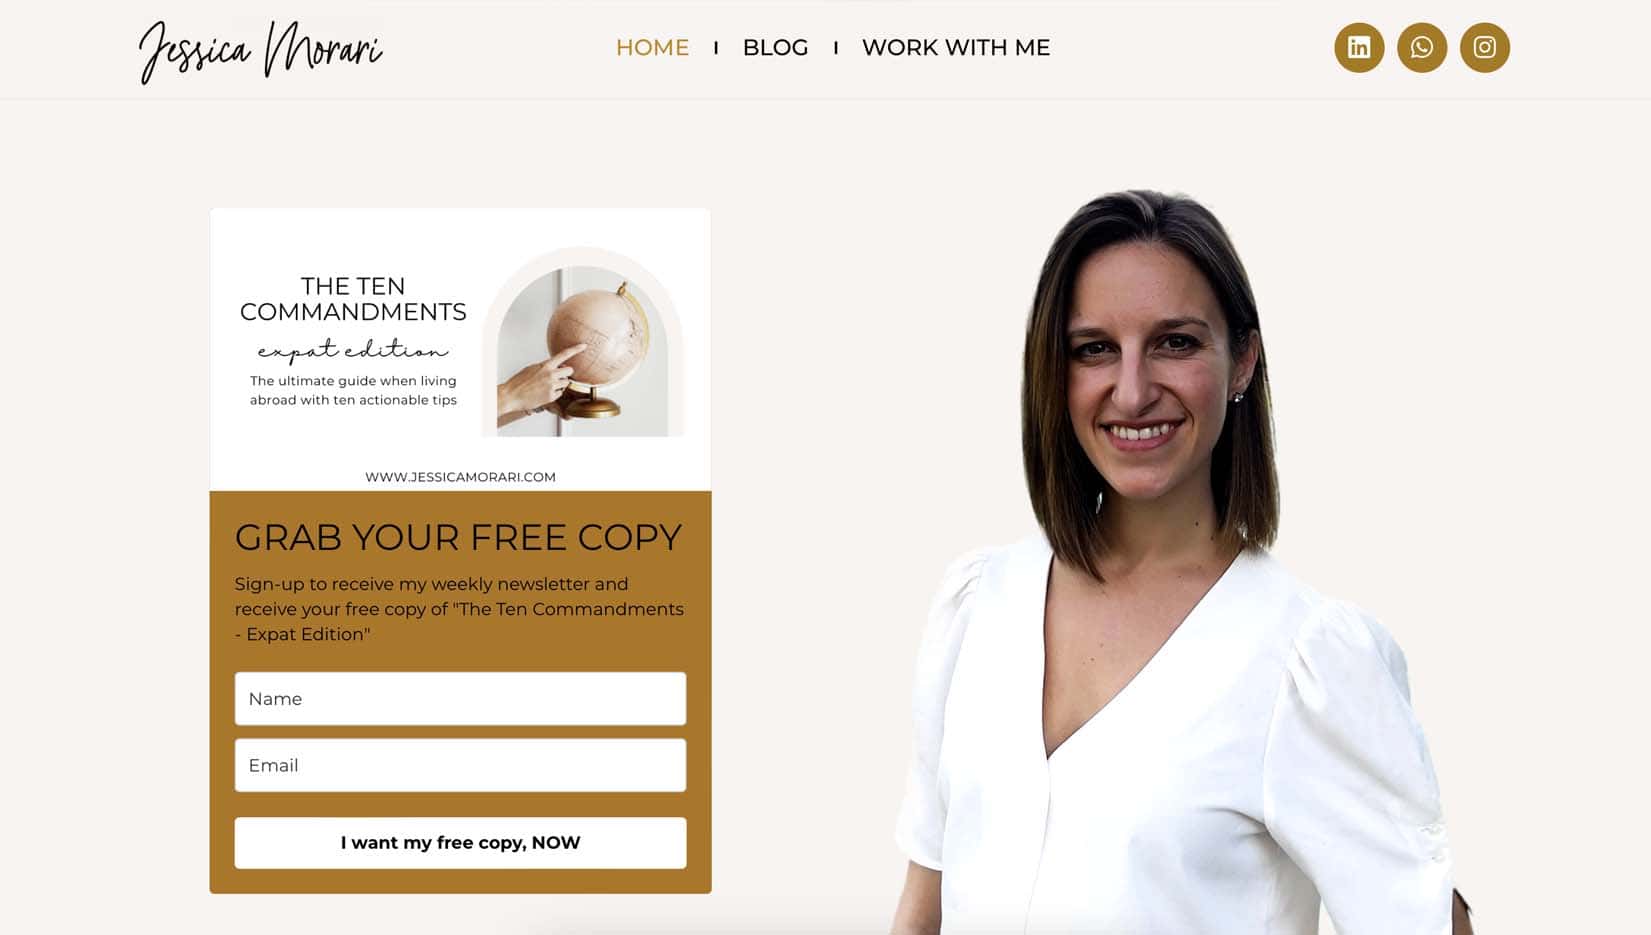 Jessica Morari
HOME
BLOG
WORK WITH ME
THE TEN
COMMANDMENTS
expat edition
The ultimate guide when living
abroad with ten actionable tips
WWW.JESSICAMORARI.COM
GRAB YOUR FREE COPY
Sign-up to receive my weekly newsletter and
receive your free copy of "The Ten Commandments
- Expat Edition"
Name
Email
I want my free copy, NOW